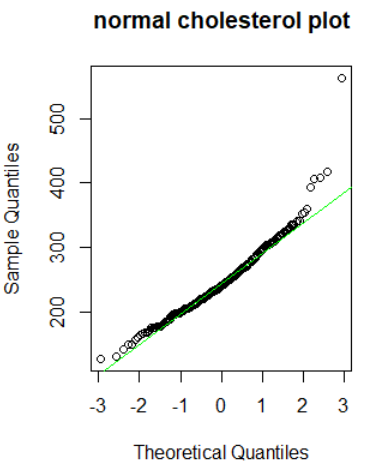 normal cholesterol plot
Sample Quantiles
500
400
300
200
-3 -2 -1 0 1 2 3
Theoretical Quantiles